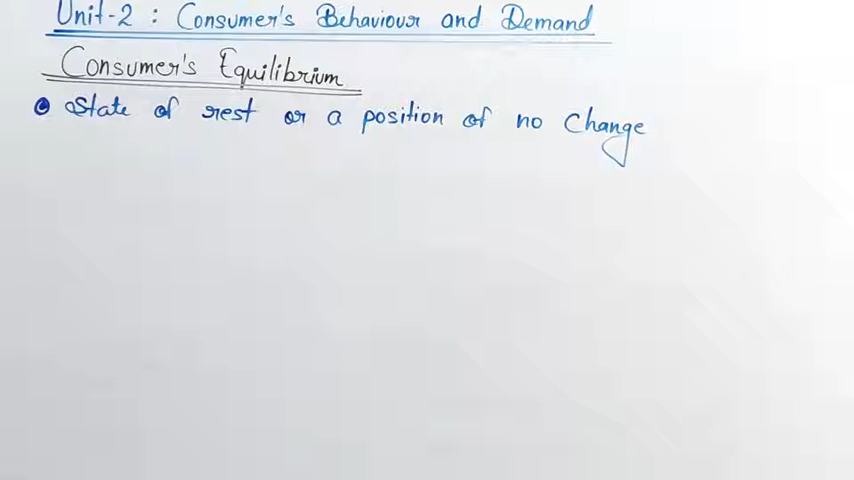 Unit-2 : Consumer's Behaviour and Demand
Consumer's Equilibrium
State of rest or a position of no change